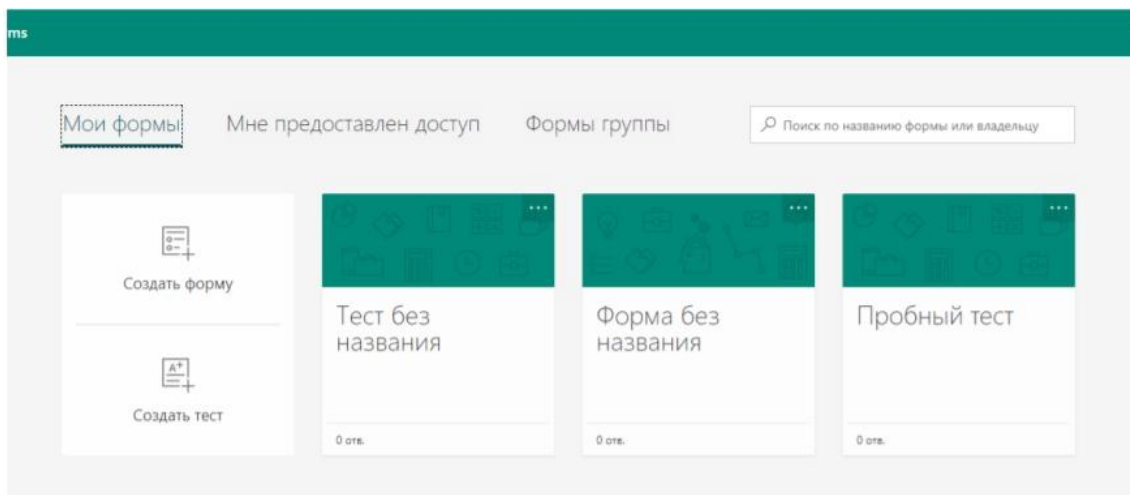 ms
Мои формы Мне предоставлен доступ Формы группы Поиск по названию формы или владельцу
Создать форму
Создать тест
Тест без
названия
0 отв.
Форма без
названия
0 отв.
Пробный тест
0 отв.